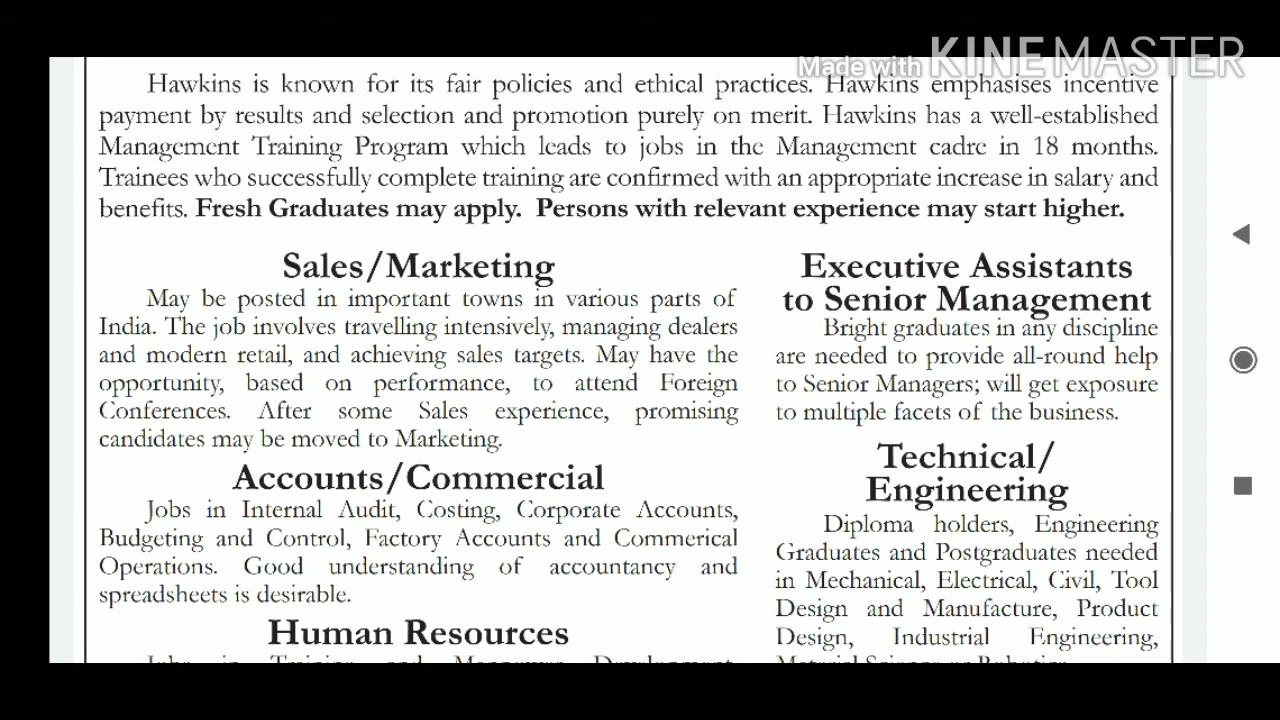 Made with KINEMASTER
Hawkins is known for its fair policies and ethical practices. Hawkins emphasises incentive
payment by results and selection and promotion purely on merit. Hawkins has a well-established
Management Training Program which leads to jobs in the Management cadre in 18 months.
Trainees who successfully complete training are confirmed with an appropriate increase in salary and
benefits. Fresh Graduates may apply. Persons with relevant experience may start higher.
Sales/Marketing
May be posted in important towns in various parts of
India. The job involves travelling intensively, managing dealers
and modern retail, and achieving sales targets. May have the
opportunity, based on performance, to attend Foreign
Conferences. After some Sales experience, promising
candidates may be moved to Marketing.
Accounts/Commercial
Jobs in Internal Audit, Costing, Corporate Accounts,
Budgeting and Control, Factory Accounts and Commerical
Operations. Good understanding of accountancy and
spreadsheets is desirable.
Human Resources
Jobs in Training and Manpower Development,
Executive Assistants
to Senior Management
Bright graduates in any discipline
are needed to provide all-round help
to Senior Managers; will get exposure
to multiple facets of the business.
Technical/
Engineering
Diploma holders, Engineering
Graduates and Postgraduates needed
in Mechanical, Electrical, Civil, Tool
Design and Manufacture, Product
Design, Industrial Engineering,
Material Science or Robotics